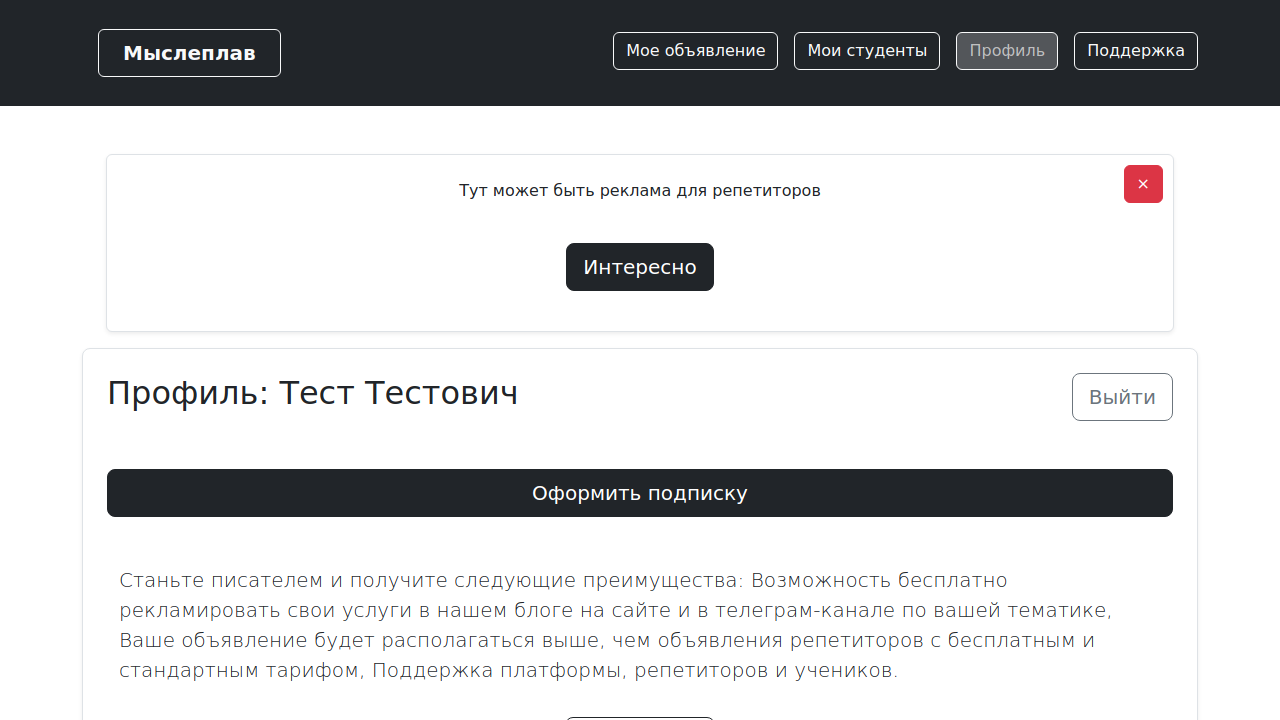 Мыслеплав
Мое объявление
Мои студенты
Профиль
Поддержка
Тут может быть реклама для репетиторов
×
Интересно
Профиль: Тест Тестович
Выйти
Оформить подписку
Станьте писателем и получите следующие преимущества: Возможность бесплатно
рекламировать свои услуги в нашем блоге на сайте и в телеграм-канале по вашей тематике,
Ваше объявление будет располагаться выше, чем объявления репетиторов с бесплатным и
стандартным тарифом, Поддержка платформы, репетиторов и учеников.